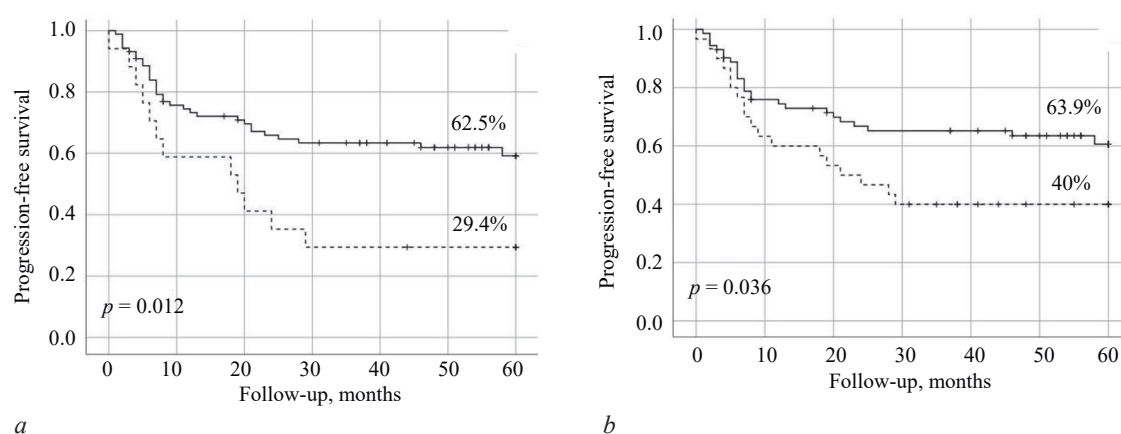 Progression-free survival
1.0
0.8
0.6
0.4
0.2
0.0
62.5%
29.4%
p = 0.012
0 10 20 30 40 50 60
Follow-up, months
a
Progression-free survival
1.0
0.8
0.6
0.4
0.2
0.0
63.9%
40%
p = 0.036
0 10 20 30 40 50 60
Follow-up, months
b